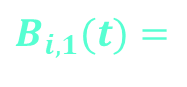 B_{i,1}(t) =